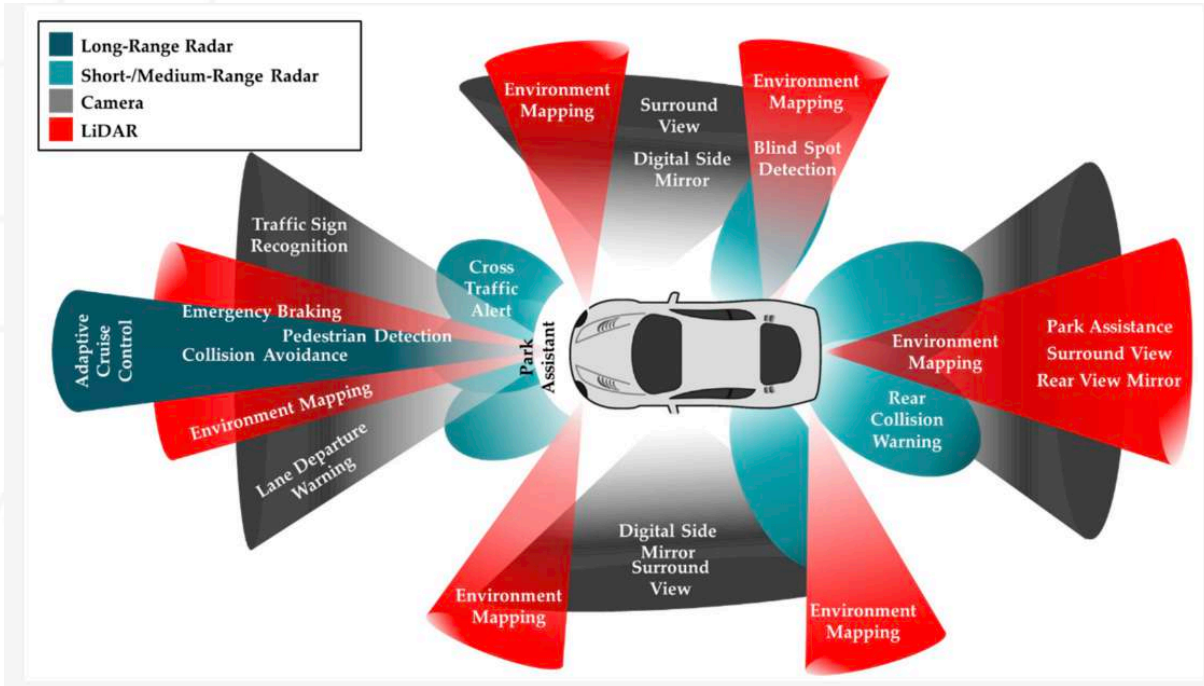 Long-Range Radar
Short-/Medium-Range Radar
Camera
LiDAR
Environment
Mapping
Surround
View
Digital Side
Mirror
Environment
Mapping
Blind Spot
Detection
Traffic Sign
Recognition
Cross
Traffic
Alert
Emergency Braking
Pedestrian Detection
Collision Avoidance
Adaptive
Cruise
Control
Park
Assistant
Environment Mapping
Lane Departure
Warning
Environment
Mapping
Rear
Collision
Warning
Park Assistance
Surround View
Rear View Mirror
Digital Side
Mirror
Surround
View
Environment
Mapping
Environment
Mapping